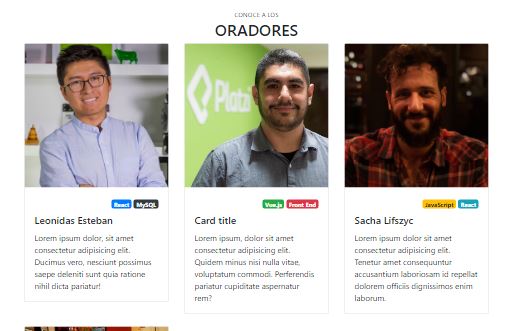 CONOCE A LOS
ORADORES
Platzi
React MySQL
Leonidas Esteban
Lorem ipsum, dolor, sit amet
consectetur adipisicing elit.
Ducimus vero, nesciunt possimus
saepe deleniti sunt quia ratione
nihil dicta pariatur!
Vue.js Front End
Card title
Lorem ipsum dolor, sit amet
consectetur adipisicing elit.
Quidem minus nisi nulla vitae,
voluptatum commodi. Perferendis
pariatur cupiditate aspernatur
rem?
JavaScript React
Sacha Lifszyc
Lorem ipsum dolor, sit amet
consectetur adipisicing elit.
Tenetur amet consequuntur
accusantium laboriosam id repellat
dolorem officiis dignissimos enim
laborum.